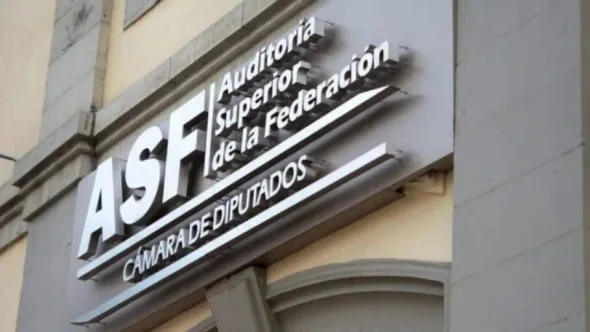 ASF
Auditoría
Superior
de la Federación
CÁMARA DE DIPUTADOS